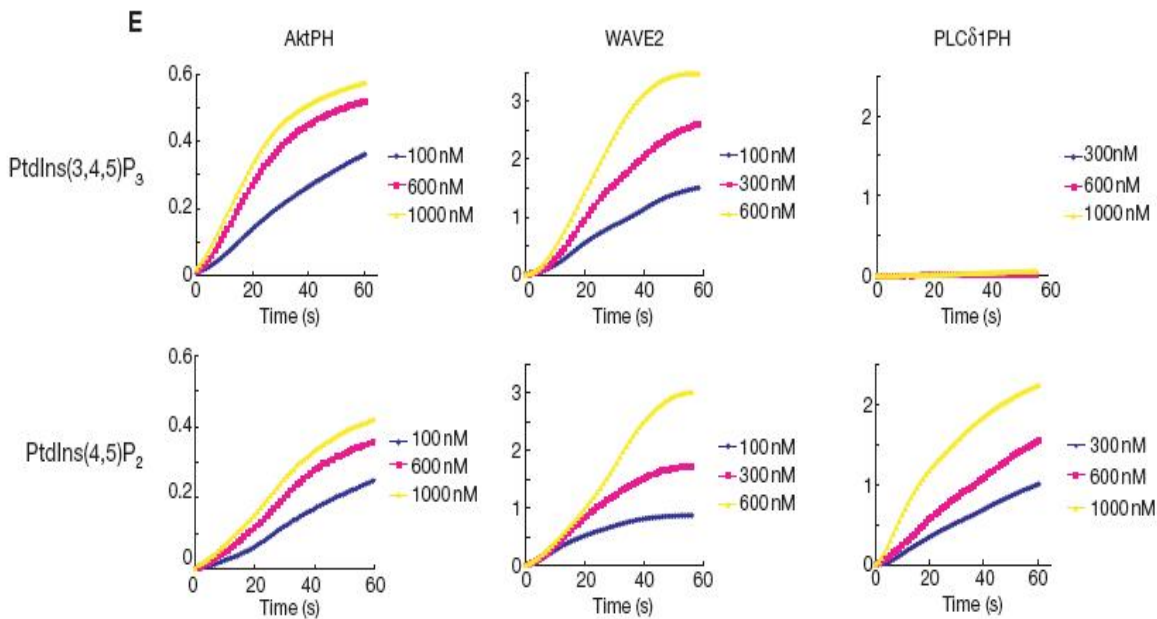 E
AktPH
WAVE2
PLCδ1PH
PtdIns(3,4,5)P3
0.6
0.4
0.2
0
0 20 40 60
Time (s)
100 nM
600 nM
1000 nM
3
2
1
0
0 20 40 60
Time (s)
100 nM
300 nM
600 nM
2
1
0
0 20 40 60
Time (s)
300nM
600 nM
1000 nM
PtdIns(4,5)P2
0.6
0.4
0.2
0
0 20 40 60
Time (s)
100 nM
600 nM
1000 nM
3
2
1
0
0 20 40 60
Time (s)
100 nM
300 nM
600 nM
2
1
0
0 20 40 60
Time (s)
300 nM
600 nM
1000 nM